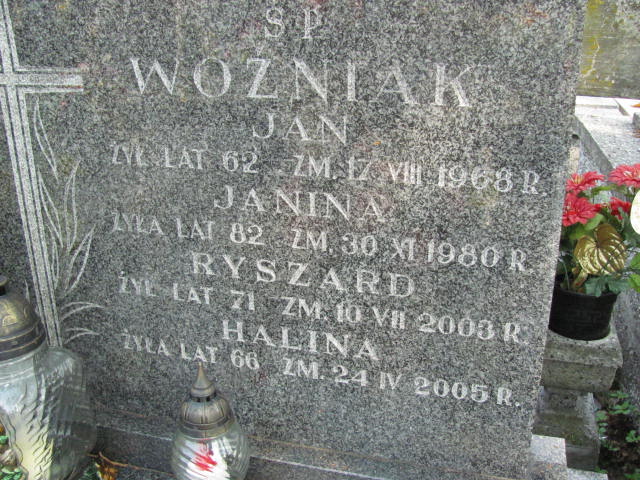 Ś P
WOŹNIAK
JAN
ŻYŁ LAT 62 ZM. 17 VIII 1968 R.
JANINA
ŻYŁA LAT 82 ZM. 30 XI 1980 R.
RYSZARD
ŻYŁ LAT 71 ZM. 10 VII 2003 R.
HALINA
ŻYŁA LAT 66 ZM. 24 IV 2005 R.